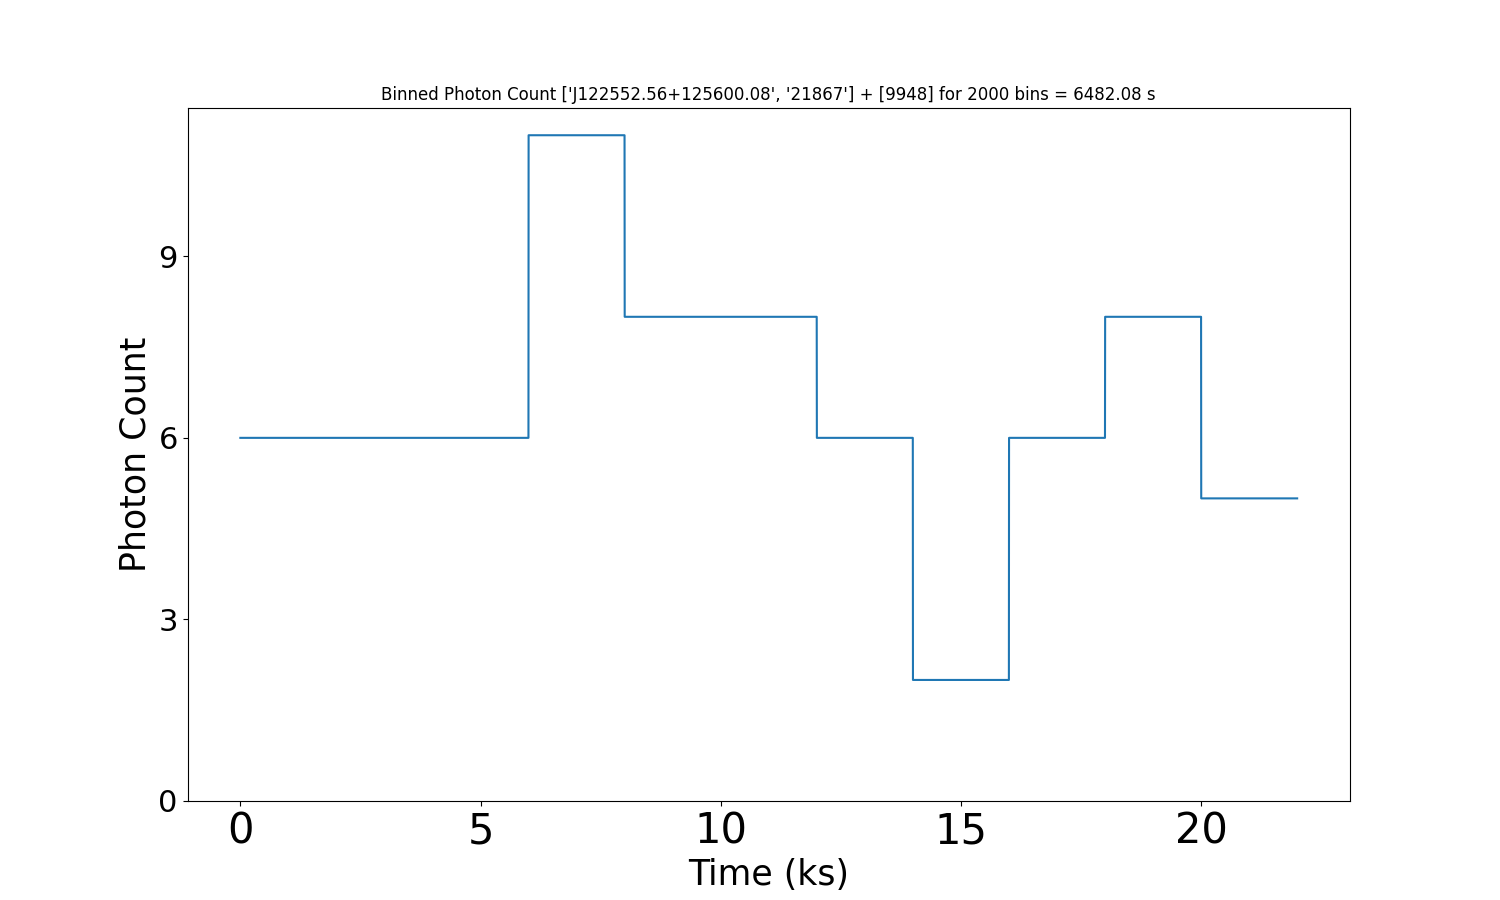 Binned Photon Count ['J122552.56+125600.08', '21867'] + [9948] for 2000 bins = 6482.08 s
Photon Count
9
6
3
0
0 5 10 15 20
Time (ks)